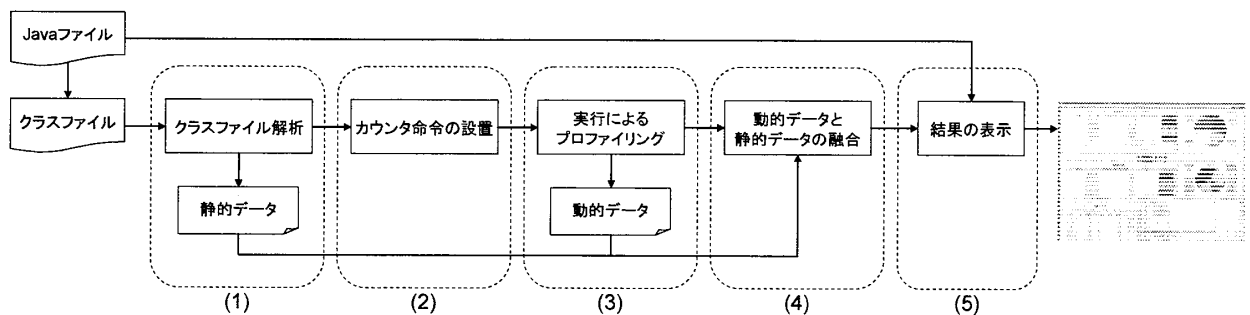 Javaファイル
クラスファイル
クラスファイル解析
カウンタ命令の設置
実行による
プロファイリング
動的データと
静的データの融合
結果の表示
静的データ
動的データ
(1)
(2)
(3)
(4)
(5)